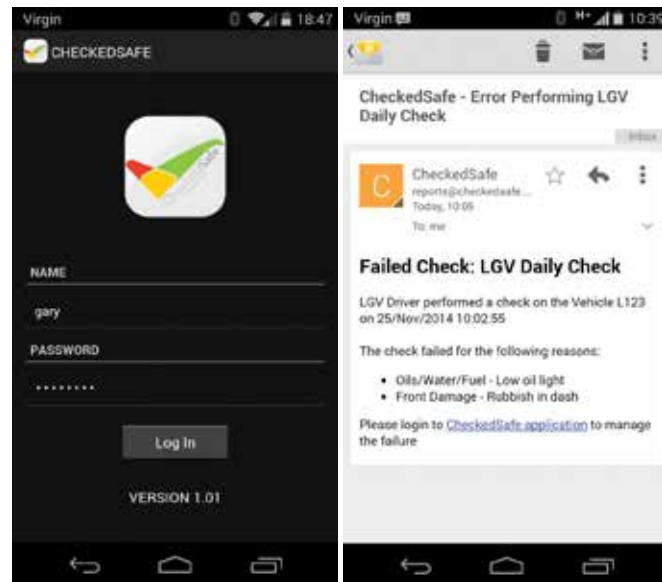 Virgin 18:47
CHECKEDSAFE
CheckedSafe
NAME
gary
PASSWORD
........
Log In
VERSION 1.01
Virgin H+ 10:39
CheckedSafe - Error Performing LGV
Daily Check
Inbox
C
CheckedSafe
reports@checkedsafe...
Today, 10:05
To: me
Failed Check: LGV Daily Check
LGV Driver performed a check on the Vehicle L123
on 25/Nov/2014 10:02:55
The check failed for the following reasons:
• Oils/Water/Fuel - Low oil light
• Front Damage - Rubbish in dash
Please login to CheckedSafe application to manage
the failure